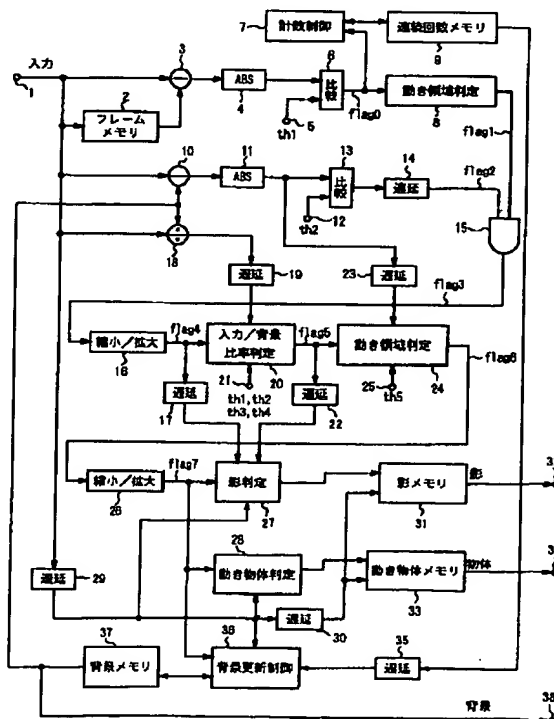 計数制御
7
連続回数メモリ
9
入力
1
3
ABS
4
6
比較
5
th1
flag0
動き領域判定
8
flag1
2
フレーム
メモリ
10
11
ABS
13
比較
12
th2
14
遅延
flag2
15
18
遅延
19
23
遅延
flag3
縮小/拡大
16
flag4
遅延
17
入力/背景
比率判定
20
21
th1,th2
th3,th4
flag5
遅延
22
動き領域判定
24
25
th5
flag6
縮小/拡大
26
flag7
影判定
27
影メモリ
31
影
動き物体判定
28
動き物体メモリ
33
物体
遅延
29
遅延
30
37
背景メモリ
36
背景更新制御
35
遅延
背景
38